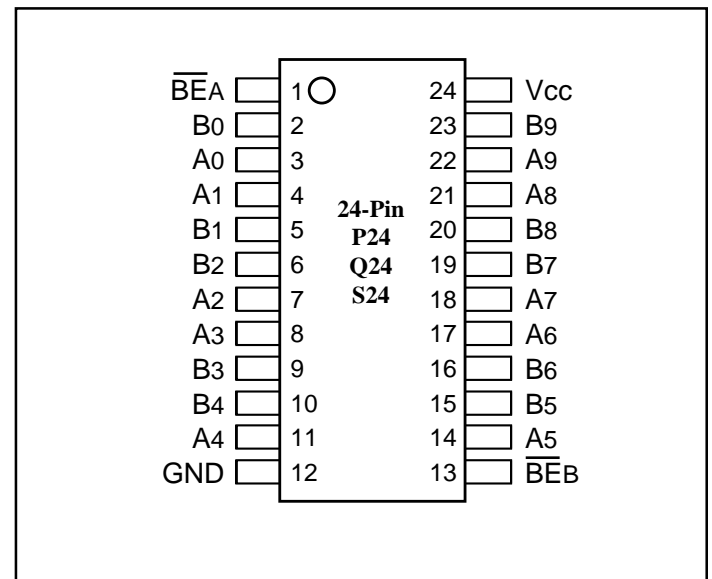 B̅E̅A 1 24 Vcc
B0 2 23 B9
A0 3 22 A9
A1 4 21 A8
24-Pin
B1 5 20 B8
P24
B2 6 19 B7
Q24
A2 7 18 A7
S24
A3 8 17 A6
B3 9 16 B6
B4 10 15 B5
A4 11 14 A5
GND 12 13 B̅E̅B